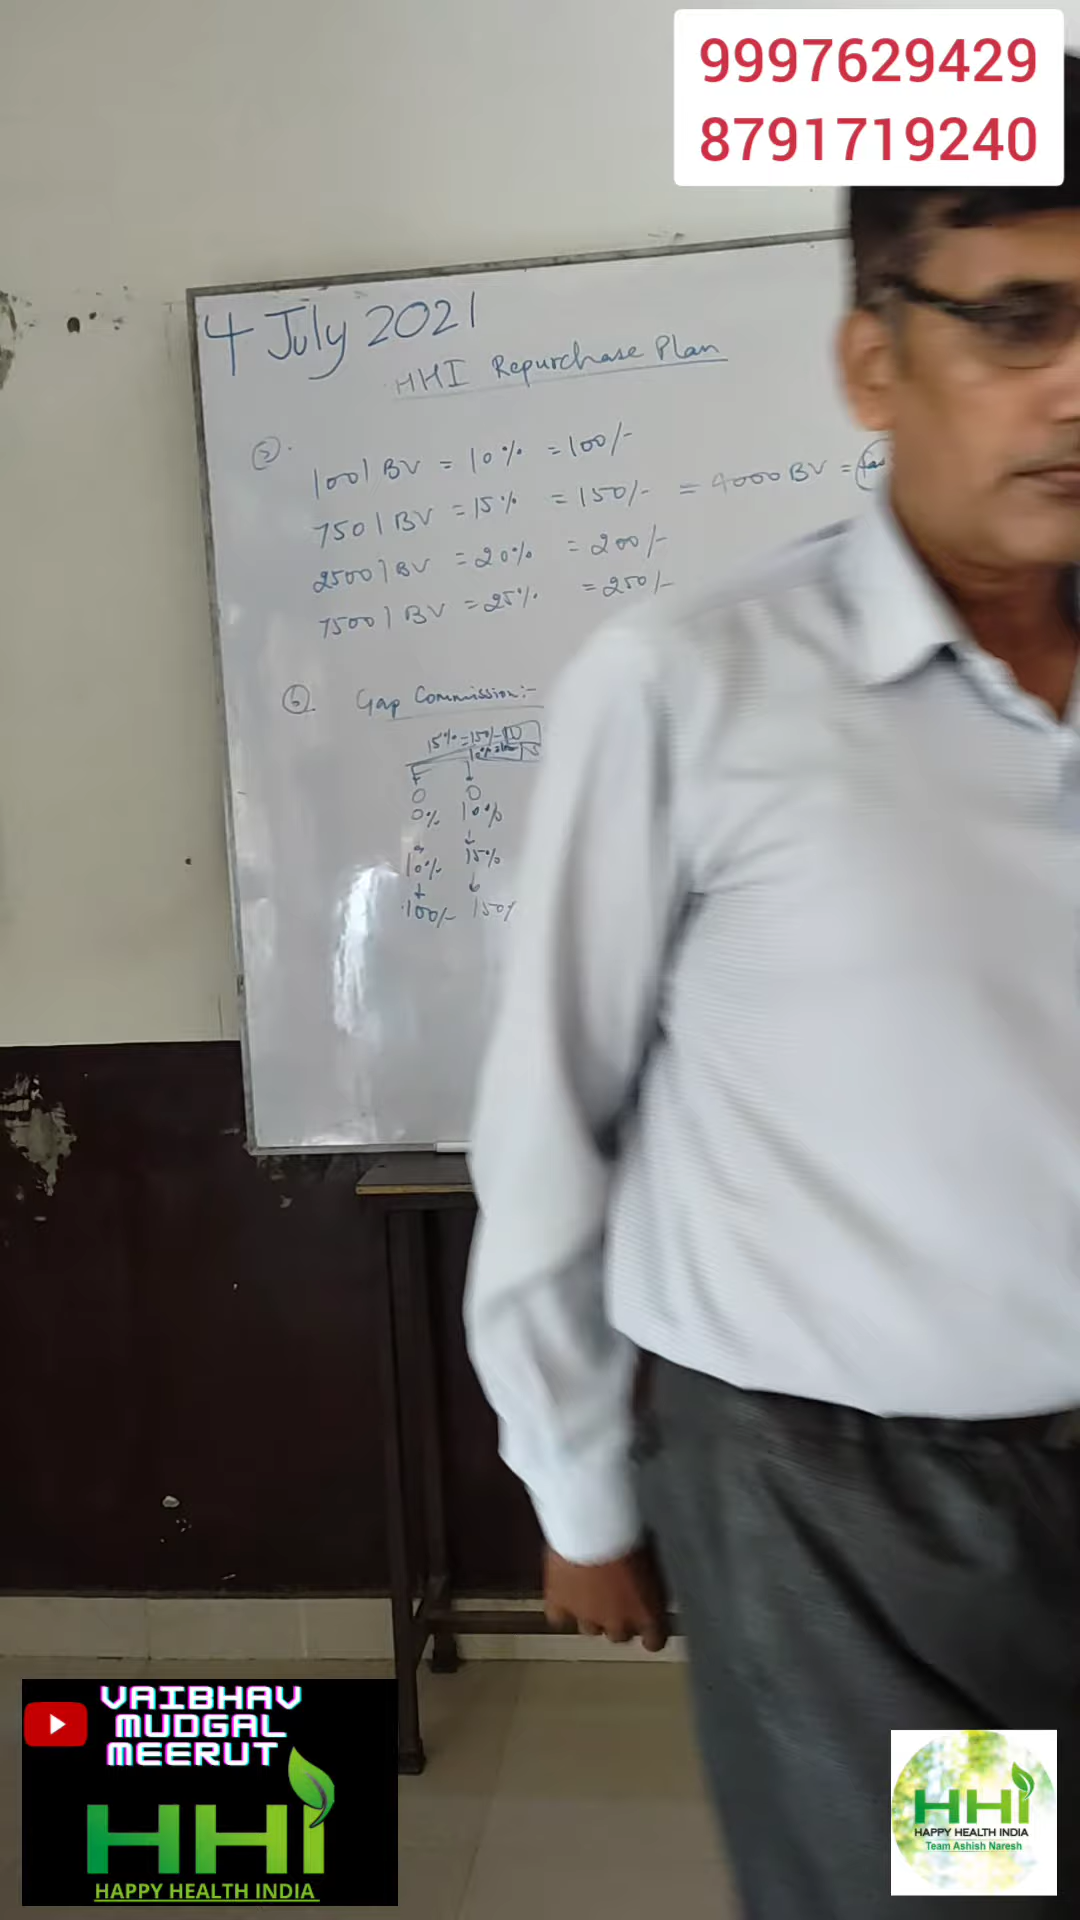 9997629429
8791719240
4 July 2021
HHI Repurchase Plan
1001 BV = 10% = 100/-
7501 BV = 15% = 150/- = 4000 BV =
25001 BV = 20% = 200/-
75001 BV = 25% = 250/-
(b) Gap Commission:-
15% = 150/-
0 0
0% 10%
10% 15%
100/- 150/
VAIBHAV
MUDGAL
MEERUT
HHI
HAPPY HEALTH INDIA
HHI
HAPPY HEALTH INDIA
Team Ashish Naresh